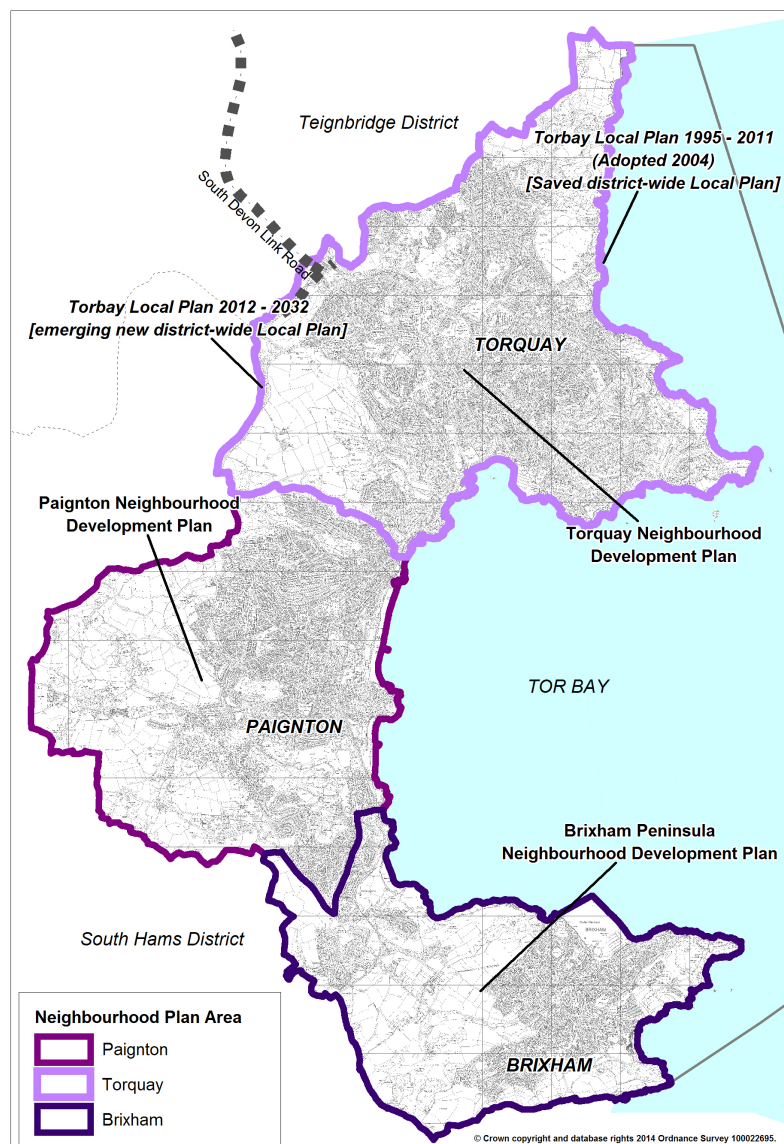 Teignbridge District
Torbay Local Plan 1995 - 2011
(Adopted 2004)
[Saved district-wide Local Plan]
South Devon Link Road
Torbay Local Plan 2012 - 2032
[emerging new district-wide Local Plan]
TORQUAY
Paignton Neighbourhood
Development Plan
Torquay Neighbourhood
Development Plan
TOR BAY
PAIGNTON
Brixham Peninsula
Neighbourhood Development Plan
BRIXHAM
South Hams District
BRIXHAM
Neighbourhood Plan Area
Paignton
Torquay
Brixham
© Crown copyright and database rights 2014 Ordnance Survey 100022695.